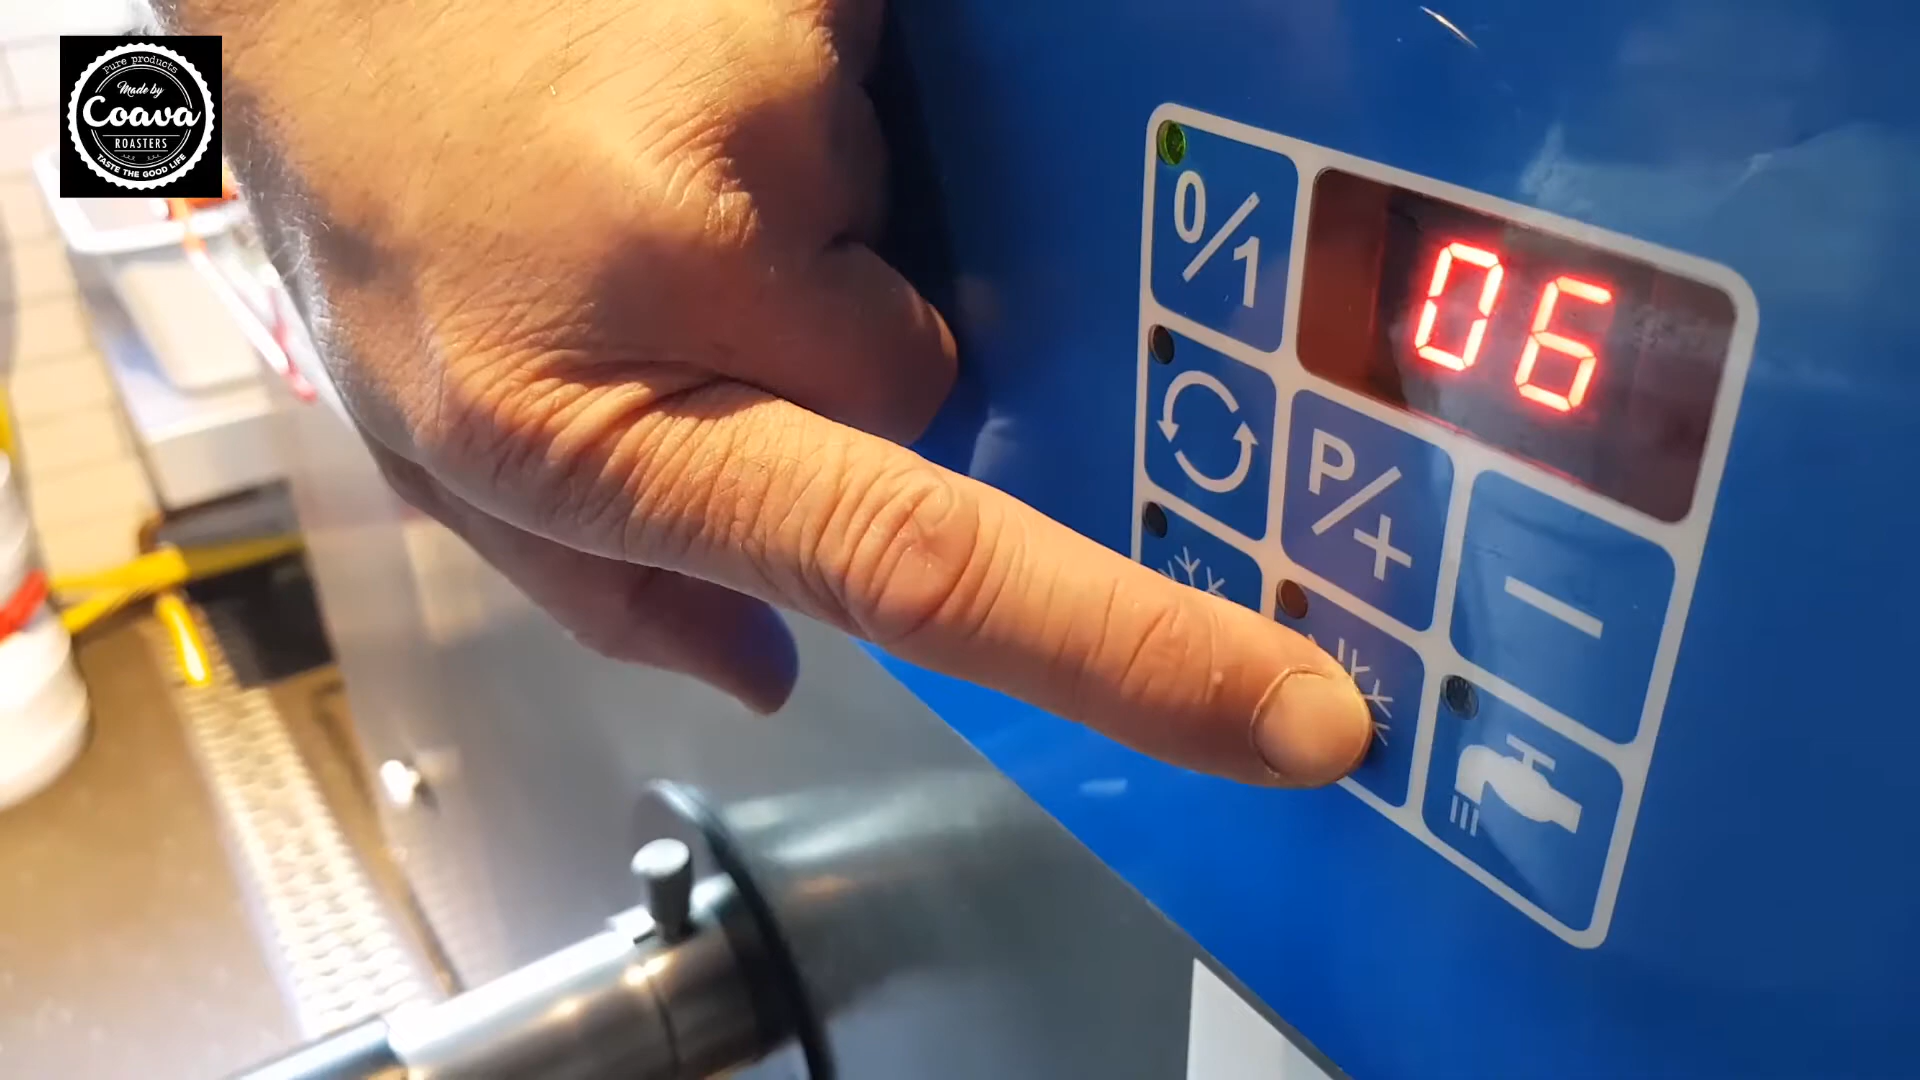 Pure products
Made by
Coava
ROASTERS
TASTE THE GOOD LIFE
0/1
06
P/+
−